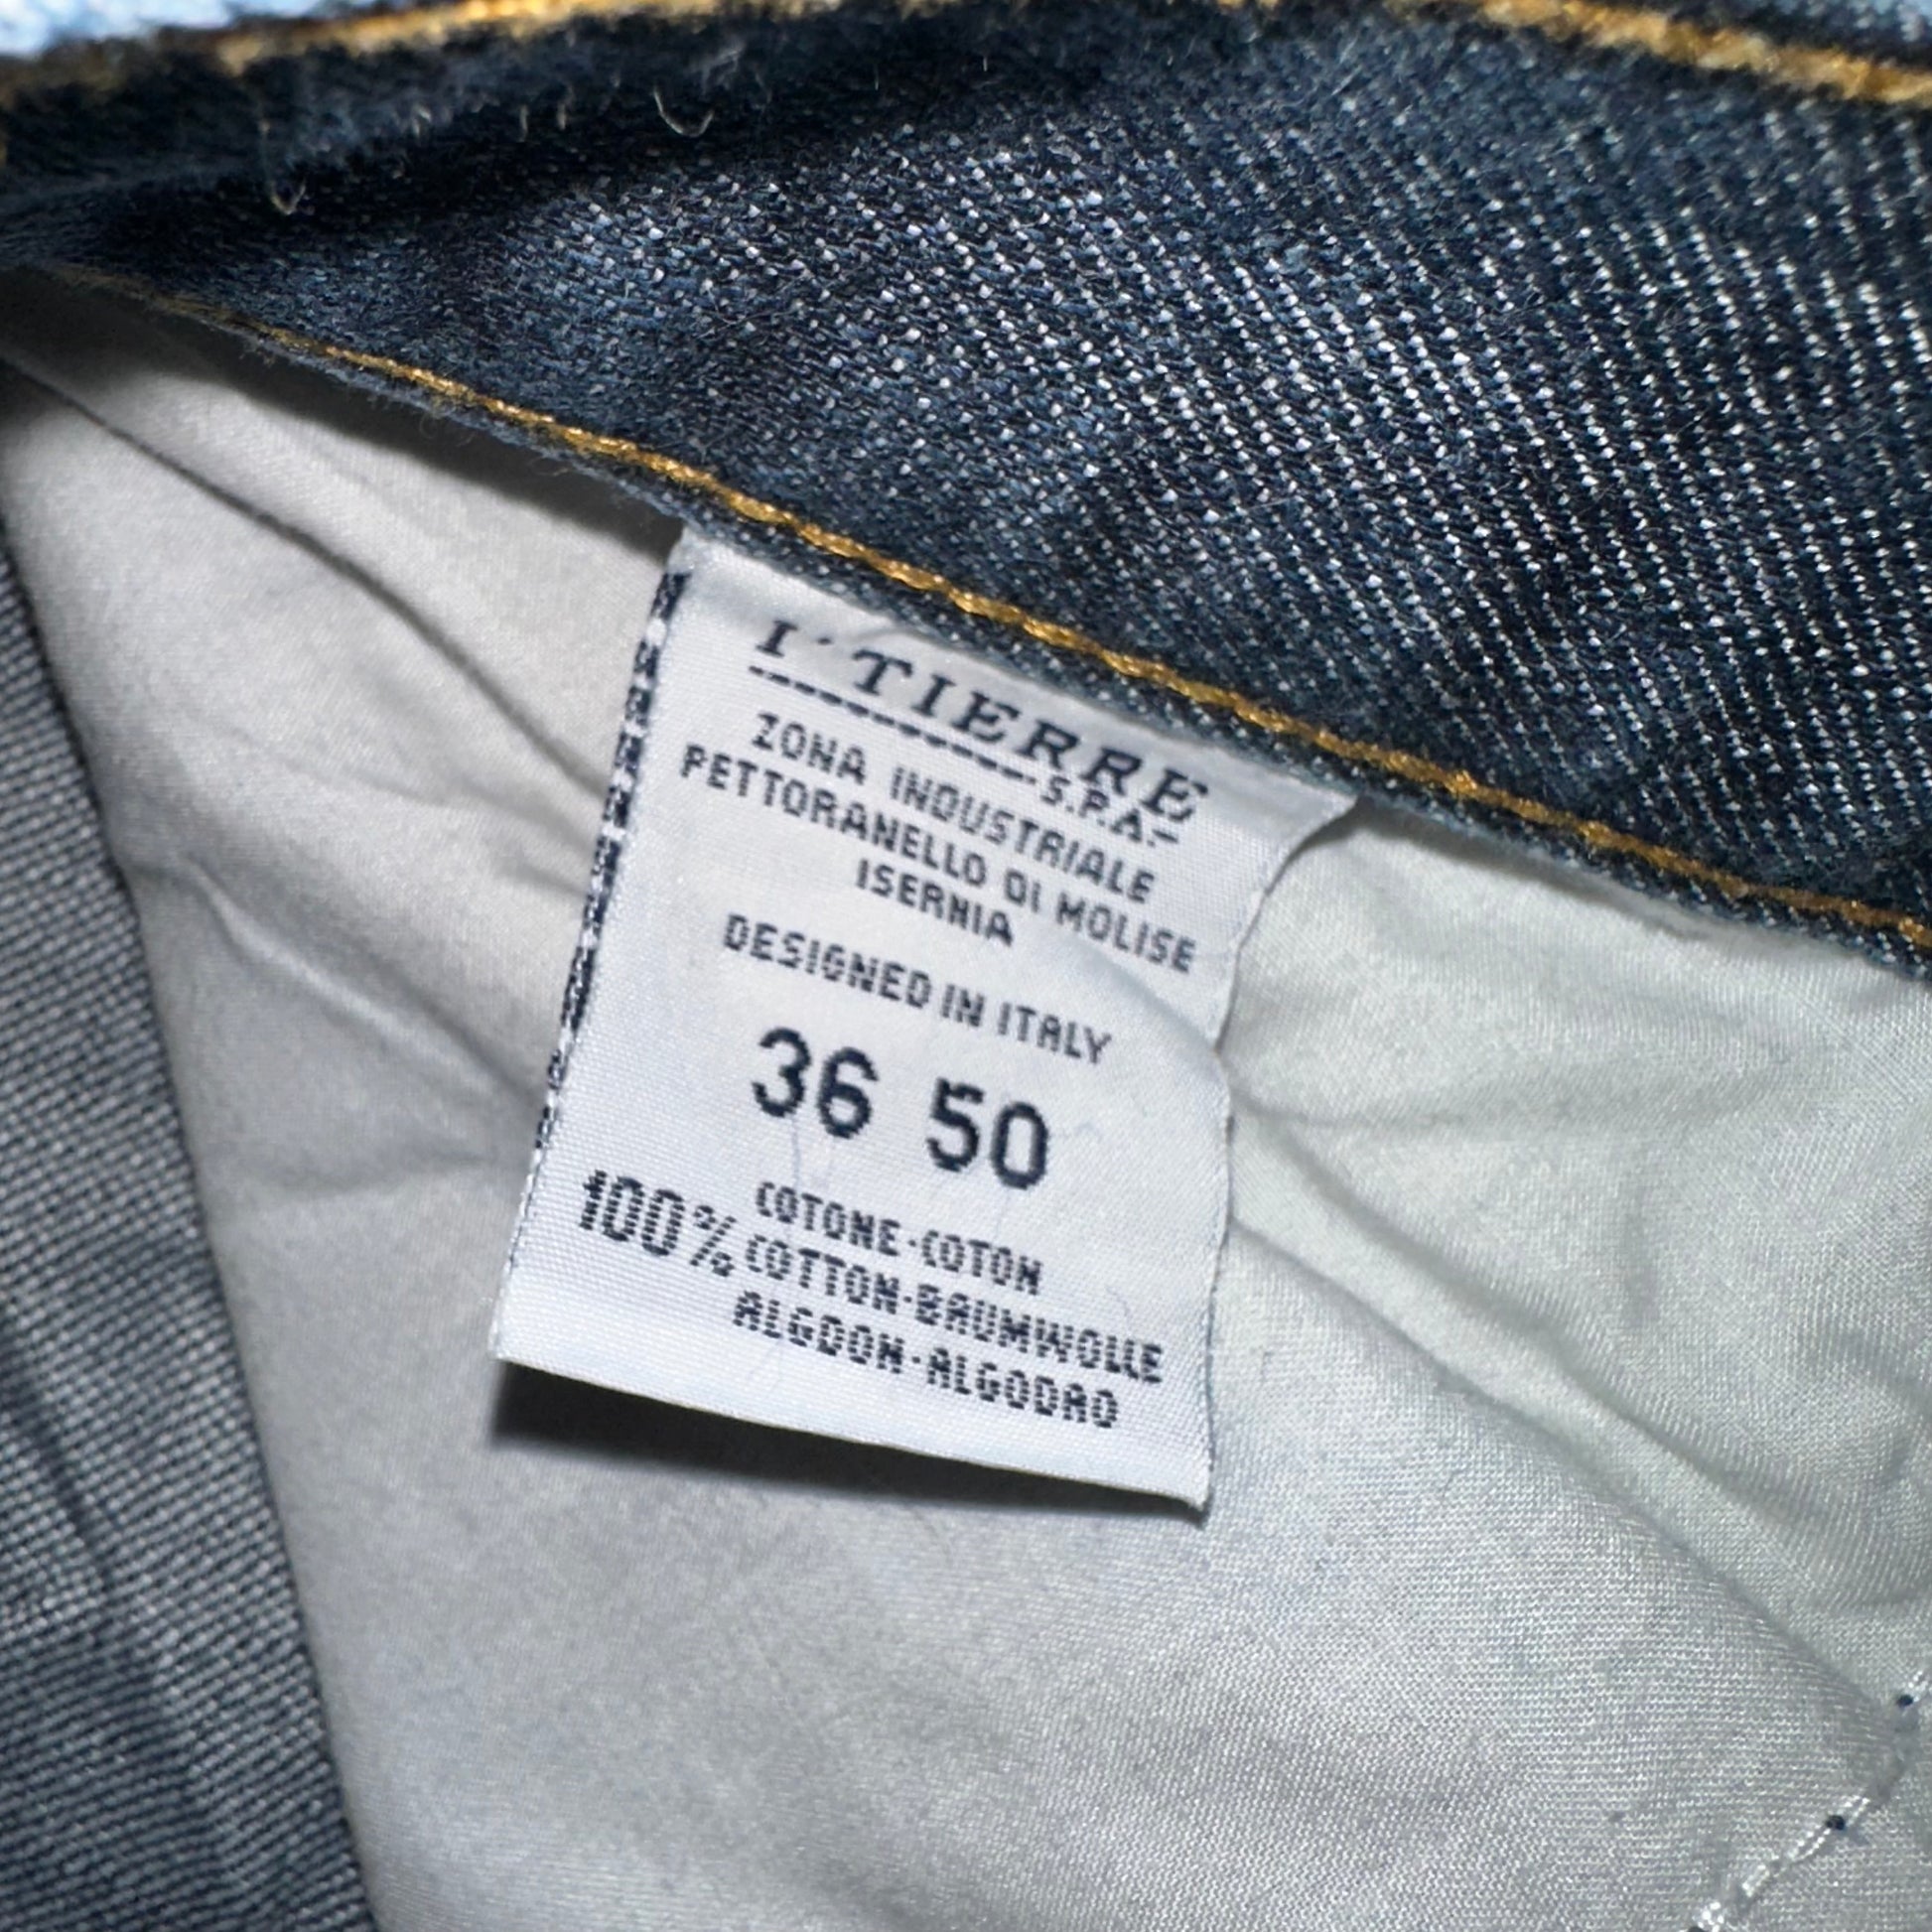 I'TIERRE
S.P.A.
ZONA INDUSTRIALE
PETTORANELLO DI MOLISE
ISERNIA
DESIGNED IN ITALY
36 50
COTONE·COTON
100% COTTON·BAUMWOLLE
ALGDON·ALGODAO